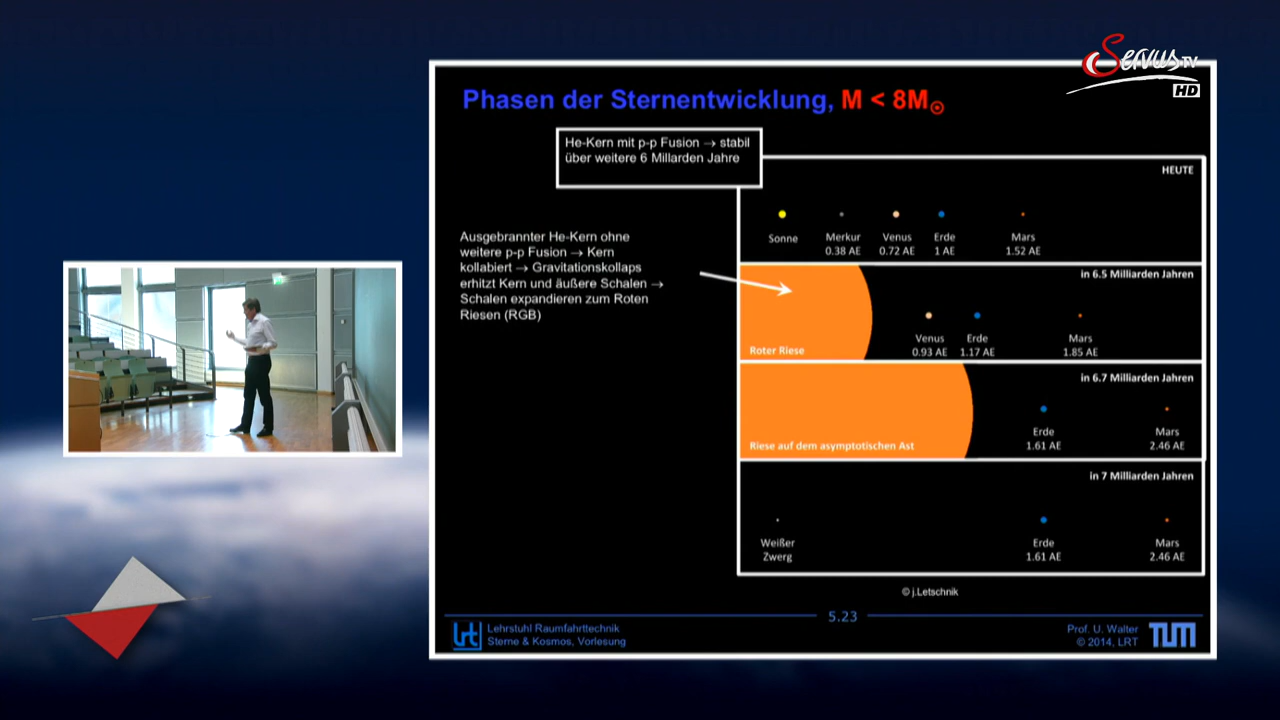 Servus TV
HD
Phasen der Sternentwicklung, M < 8M☉
He-Kern mit p-p Fusion → stabil
über weitere 6 Millarden Jahre
HEUTE
Sonne
Merkur
0.38 AE
Venus
0.72 AE
Erde
1 AE
Mars
1.52 AE
Ausgebrannter He-Kern ohne
weitere p-p Fusion → Kern
kollabiert → Gravitationskollaps
erhitzt Kern und äußere Schalen →
Schalen expandieren zum Roten
Riesen (RGB)
in 6.5 Milliarden Jahren
Roter Riese
Venus
0.93 AE
Erde
1.17 AE
Mars
1.85 AE
in 6.7 Milliarden Jahren
Riese auf dem asymptotischen Ast
Erde
1.61 AE
Mars
2.46 AE
in 7 Milliarden Jahren
Weißer
Zwerg
Erde
1.61 AE
Mars
2.46 AE
© j.Letschnik
5.23
lrt
Lehrstuhl Raumfahrttechnik
Sterne & Kosmos, Vorlesung
Prof. U. Walter
© 2014, LRT
TUM